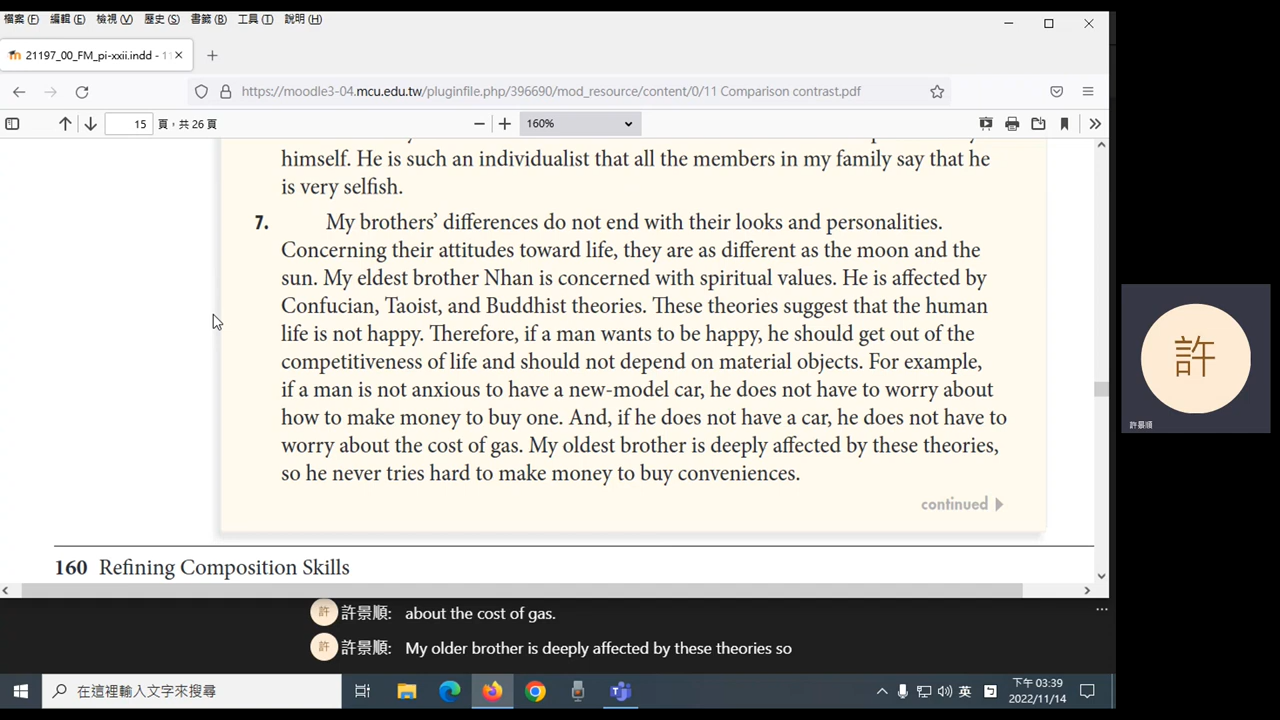 檔案(F) 編輯(E) 檢視(V) 歷史(S) 書籤(B) 工具(T) 說明(H)
21197_00_FM_pi-xxii.indd - 11
https://moodle3-04.mcu.edu.tw/pluginfile.php/396690/mod_resource/content/0/11 Comparison contrast.pdf
15 頁，共 26 頁 160%
himself. He is such an individualist that all the members in my family say that he
is very selfish.
7. My brothers’ differences do not end with their looks and personalities.
Concerning their attitudes toward life, they are as different as the moon and the
sun. My eldest brother Nhan is concerned with spiritual values. He is affected by
Confucian, Taoist, and Buddhist theories. These theories suggest that the human
life is not happy. Therefore, if a man wants to be happy, he should get out of the
competitiveness of life and should not depend on material objects. For example,
if a man is not anxious to have a new-model car, he does not have to worry about
how to make money to buy one. And, if he does not have a car, he does not have to
worry about the cost of gas. My oldest brother is deeply affected by these theories,
so he never tries hard to make money to buy conveniences.
continued
160 Refining Composition Skills
許
許景順
許 許景順: about the cost of gas.
許 許景順: My older brother is deeply affected by these theories so
在這裡輸入文字來搜尋
英
下午 03:39
2022/11/14